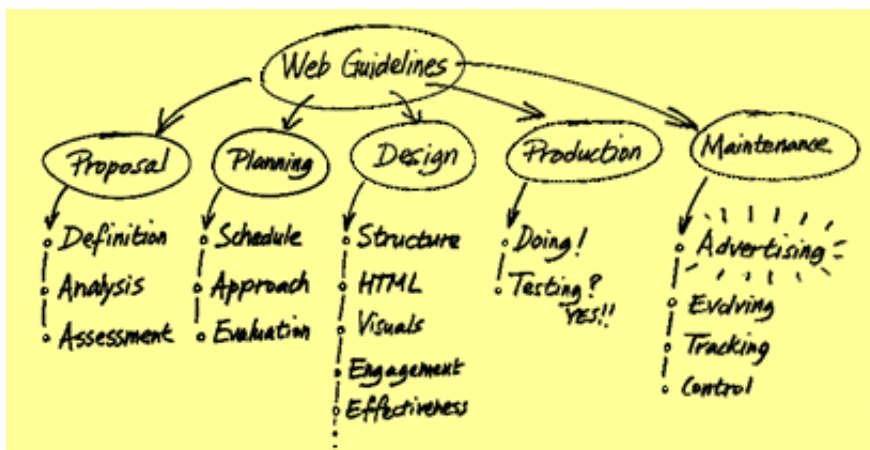 Web Guidelines
Proposal
Planning
Design
Production
Maintenance
Definition
Analysis
Assessment
Schedule
Approach
Evaluation
Structure
HTML
Visuals
Engagement
Effectiveness
Doing!
Testing?
YES!!
Advertising
Evolving
Tracking
Control